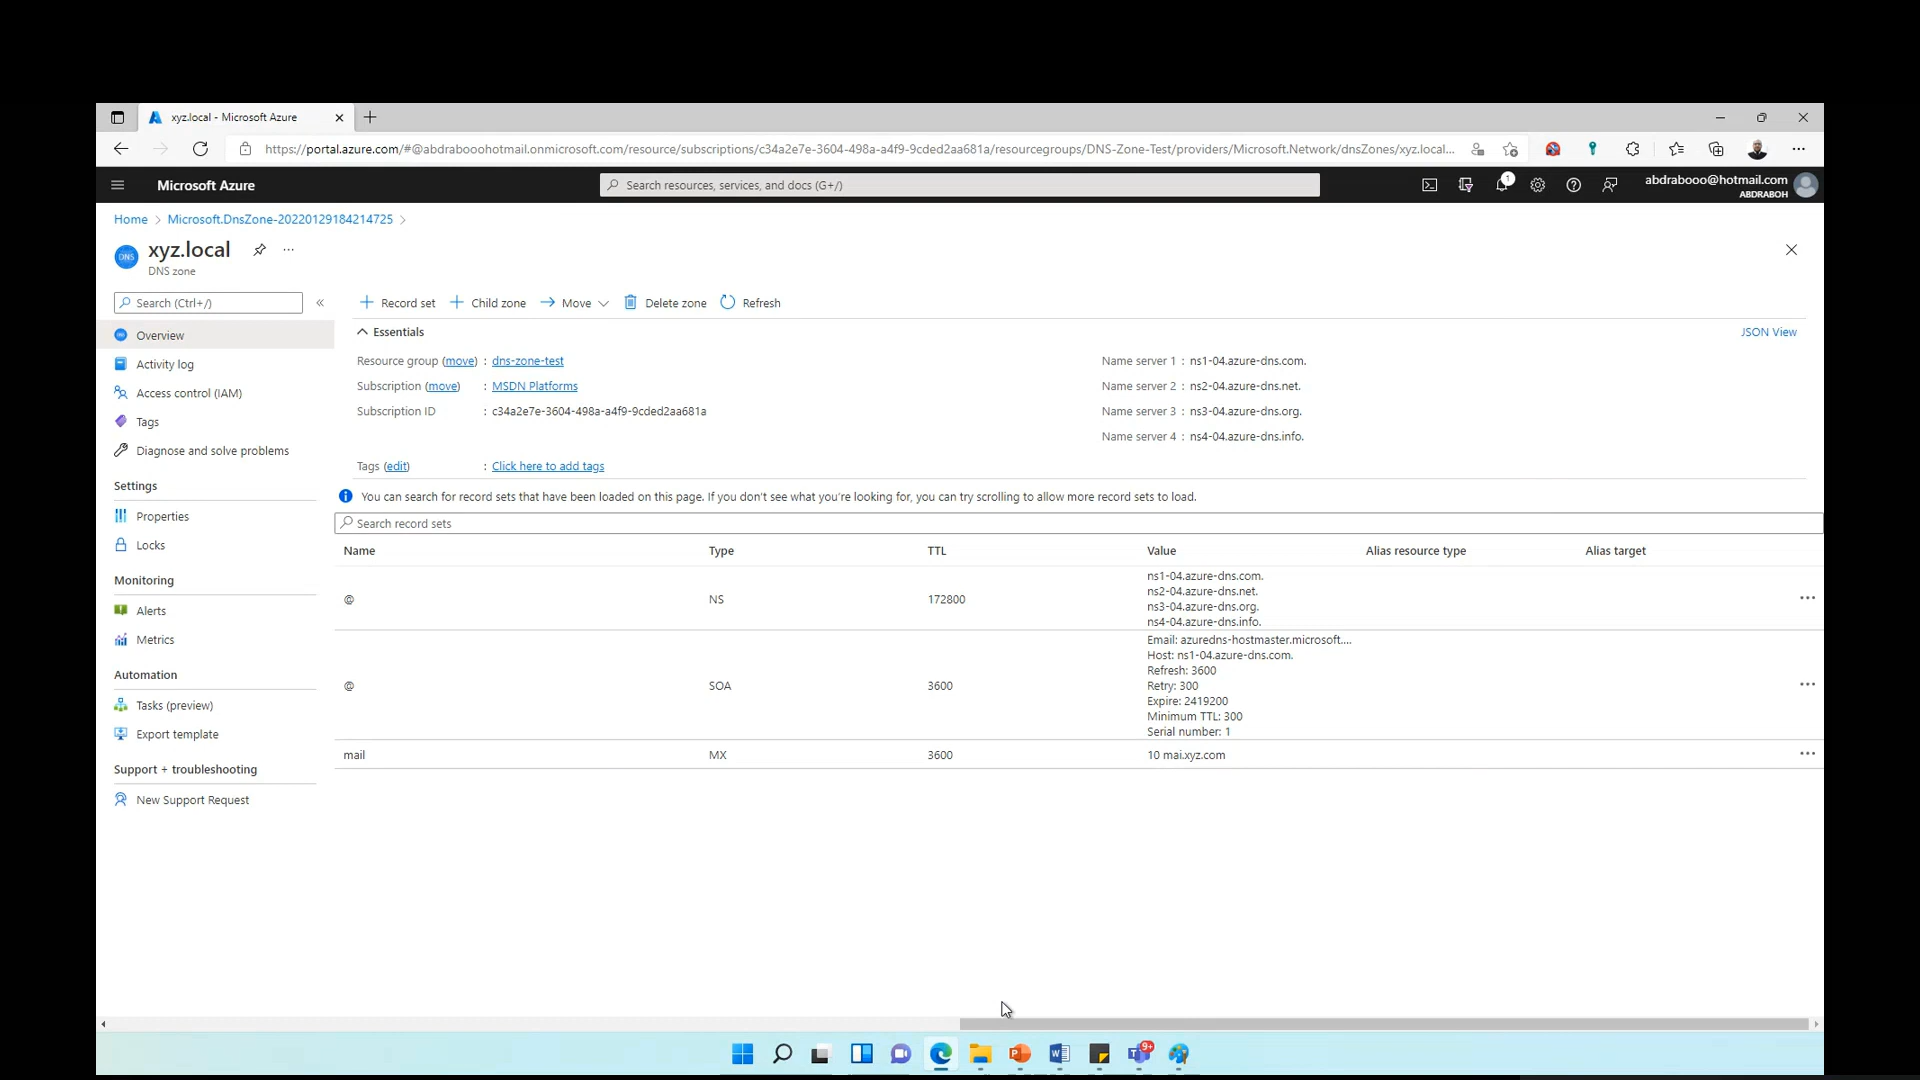 xyz.local - Microsoft Azure
https://portal.azure.com/#@abdrabooohotmail.onmicrosoft.com/resource/subscriptions/c34a2e7e-3604-498a-a4f9-9cded2aa681a/resourcegroups/DNS-Zone-Test/providers/Microsoft.Network/dnsZones/xyz.local...
Microsoft Azure
Search resources, services, and docs (G+/)
1
abdrabooo@hotmail.com
ABDRABOH
Home > Microsoft.DnsZone-20220129184214725 >
DNS
xyz.local
...
DNS zone
Search (Ctrl+/)
«
Record set
Child zone
Move
Delete zone
Refresh
Overview
Activity log
Access control (IAM)
Tags
Diagnose and solve problems
Settings
Properties
Locks
Monitoring
Alerts
Metrics
Automation
Tasks (preview)
Export template
Support + troubleshooting
New Support Request
Essentials
JSON View
Resource group (move) : dns-zone-test
Subscription (move) : MSDN Platforms
Subscription ID : c34a2e7e-3604-498a-a4f9-9cded2aa681a
Name server 1 : ns1-04.azure-dns.com.
Name server 2 : ns2-04.azure-dns.net.
Name server 3 : ns3-04.azure-dns.org.
Name server 4 : ns4-04.azure-dns.info.
Tags (edit) : Click here to add tags
You can search for record sets that have been loaded on this page. If you don't see what you're looking for, you can try scrolling to allow more record sets to load.
Search record sets
Name Type TTL Value Alias resource type Alias target
@ NS 172800
ns1-04.azure-dns.com.
ns2-04.azure-dns.net.
ns3-04.azure-dns.org.
ns4-04.azure-dns.info.
...
@ SOA 3600
Email: azuredns-hostmaster.microsoft....
Host: ns1-04.azure-dns.com.
Refresh: 3600
Retry: 300
Expire: 2419200
Minimum TTL: 300
Serial number: 1
...
mail MX 3600 10 mai.xyz.com ...
9+